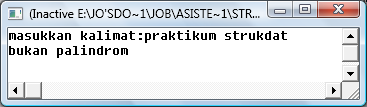 (Inactive E:\JO'SDO~1\JOB\ASISTE~1\STR...
masukkan kalimat:praktikum strukdat
bukan palindrom